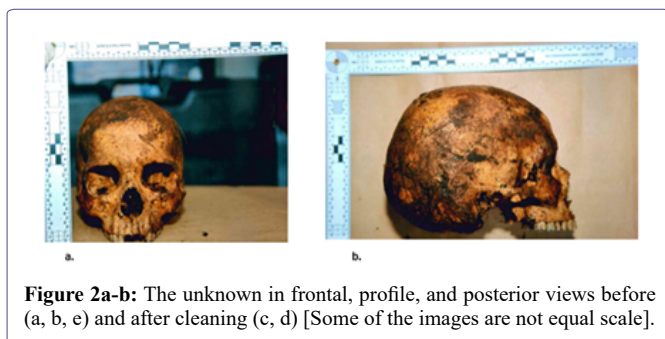 a.
b.
Figure 2a-b: The unknown in frontal, profile, and posterior views before
(a, b, e) and after cleaning (c, d) [Some of the images are not equal scale].